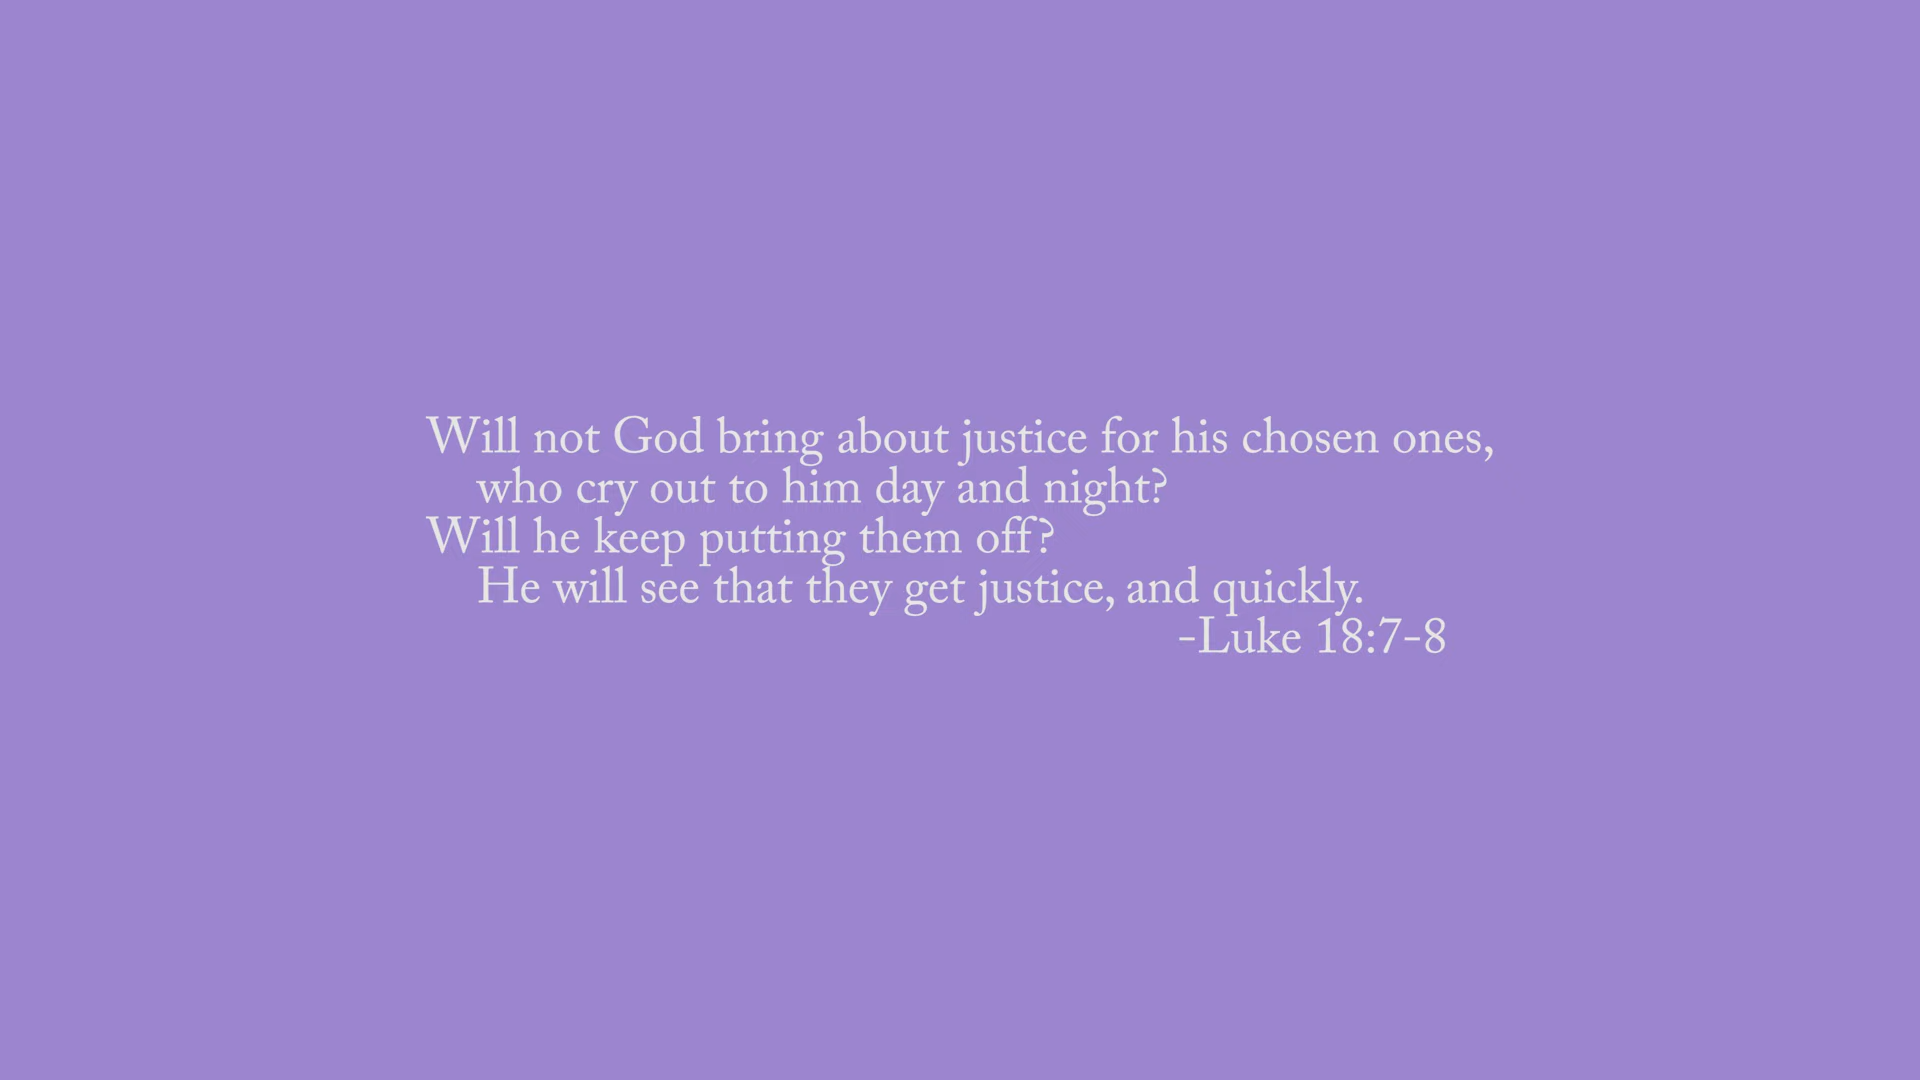 Will not God bring about justice for his chosen ones,
who cry out to him day and night?
Will he keep putting them off?
He will see that they get justice, and quickly.
-Luke 18:7-8